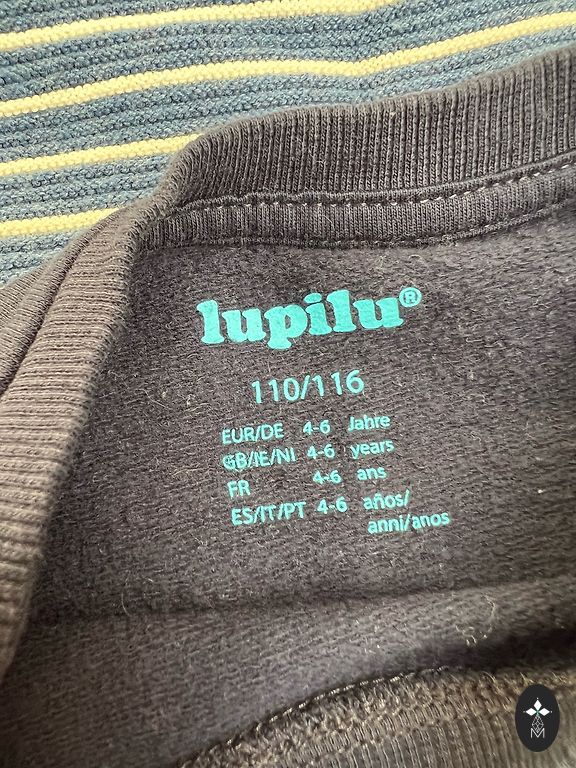 lupilu®
110/116
EUR/DE 4-6 Jahre
GB/IE/NI 4-6 years
FR 4-6 ans
ES/IT/PT 4-6 años/
anni/anos
M